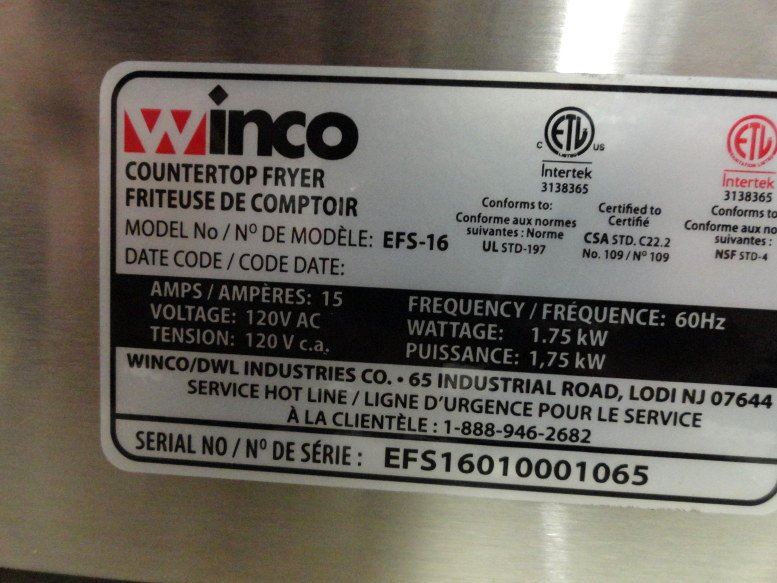 Winco
COUNTERTOP FRYER
FRITEUSE DE COMPTOIR
MODEL No / Nº DE MODÈLE: EFS-16
DATE CODE / CODE DATE:
C ETL US
LISTED
Intertek
3138365
Conforms to:
Conforme aux normes
suivantes : Norme
UL STD-197
Certified to
Certifié
CSA STD. C22.2
No. 109 / Nº 109
ETL
Intertek
3138365
Conforms to
Conforme aux no
suivantes :
NSF STD-4
AMPS / AMPÈRES: 15
VOLTAGE: 120V AC
TENSION: 120 V c.a.
FREQUENCY / FRÉQUENCE: 60Hz
WATTAGE: 1.75 kW
PUISSANCE: 1,75 kW
WINCO/DWL INDUSTRIES CO. • 65 INDUSTRIAL ROAD, LODI NJ 07644
SERVICE HOT LINE / LIGNE D'URGENCE POUR LE SERVICE
À LA CLIENTÈLE : 1-888-946-2682
SERIAL NO / Nº DE SÉRIE : EFS16010001065